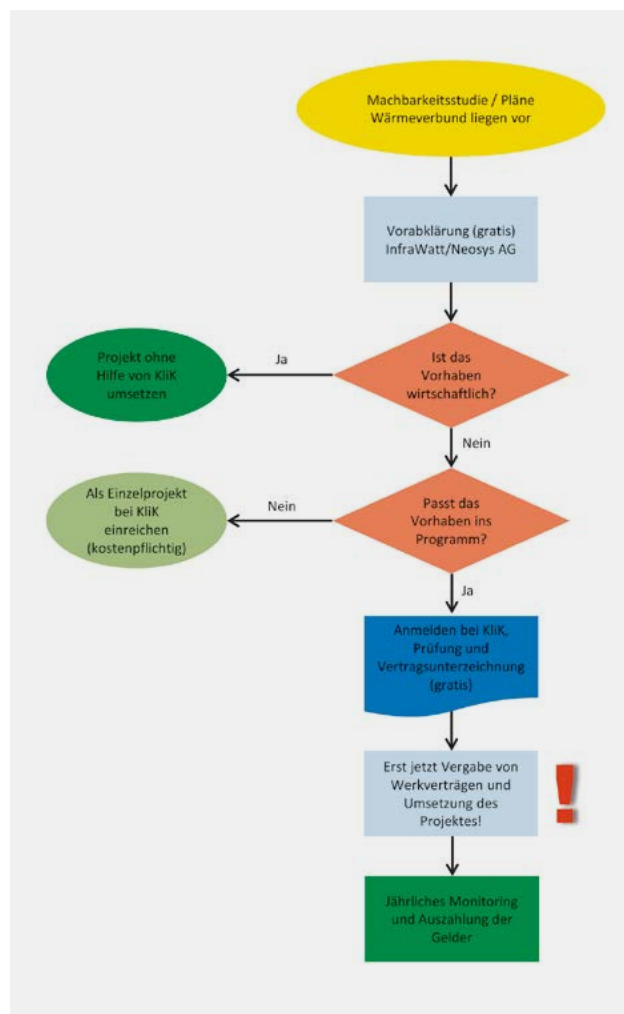 Machbarkeitsstudie / Pläne
Wärmeverbund liegen vor
Vorabklärung (gratis)
InfraWatt/Neosys AG
Ist das
Vorhaben
wirtschaftlich?
Ja
Projekt ohne
Hilfe von KliK
umsetzen
Nein
Passt das
Vorhaben ins
Programm?
Nein
Als Einzelprojekt
bei KliK
einreichen
(kostenpflichtig)
Ja
Anmelden bei KliK,
Prüfung und
Vertragsunterzeichnung
(gratis)
Erst jetzt Vergabe von
Werkverträgen und
Umsetzung des
Projektes!
!
Jährliches Monitoring
und Auszahlung der
Gelder